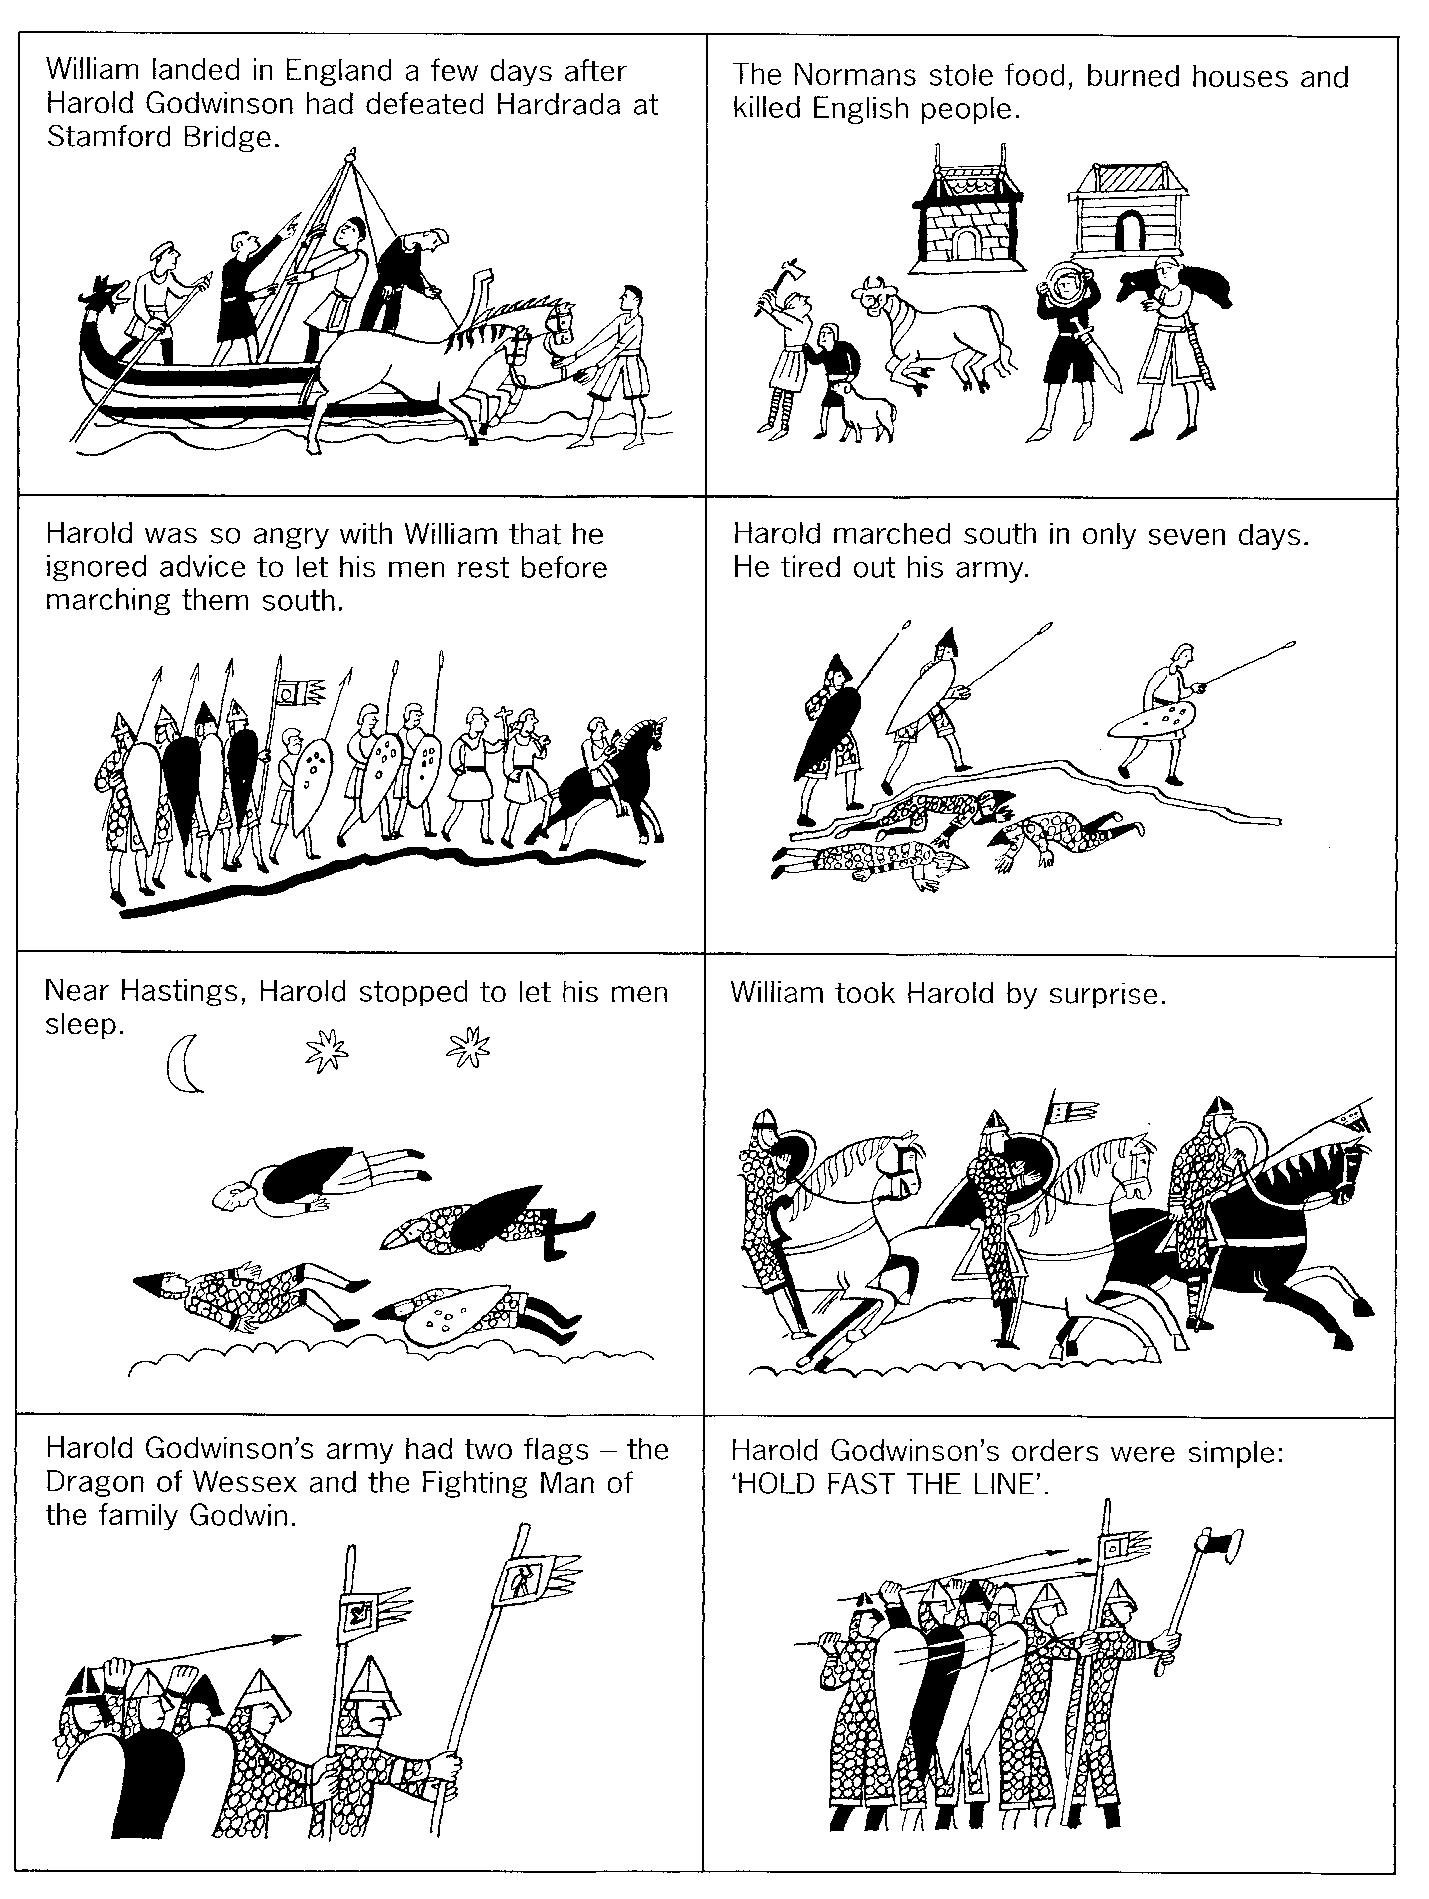 William landed in England a few days after
Harold Godwinson had defeated Hardrada at
Stamford Bridge.
The Normans stole food, burned houses and
killed English people.
Harold was so angry with William that he
ignored advice to let his men rest before
marching them south.
Harold marched south in only seven days.
He tired out his army.
Near Hastings, Harold stopped to let his men
sleep.
William took Harold by surprise.
Harold Godwinson's army had two flags – the
Dragon of Wessex and the Fighting Man of
the family Godwin.
Harold Godwinson's orders were simple:
‘HOLD FAST THE LINE’.